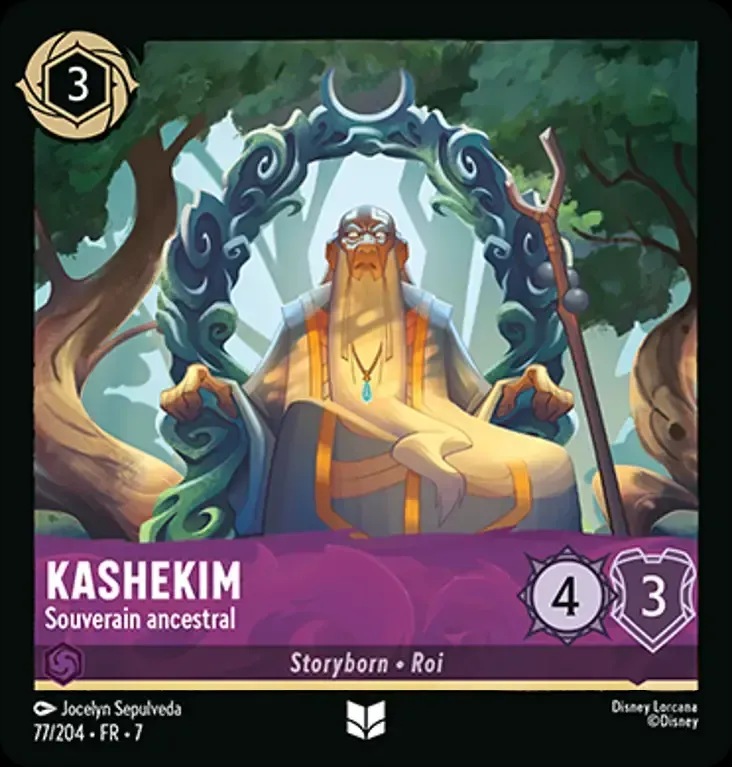 3
KASHEKIM
Souverain ancestral
4
3
Storyborn • Roi
Jocelyn Sepulveda
77/204 • FR • 7
Disney Lorcana
©Disney